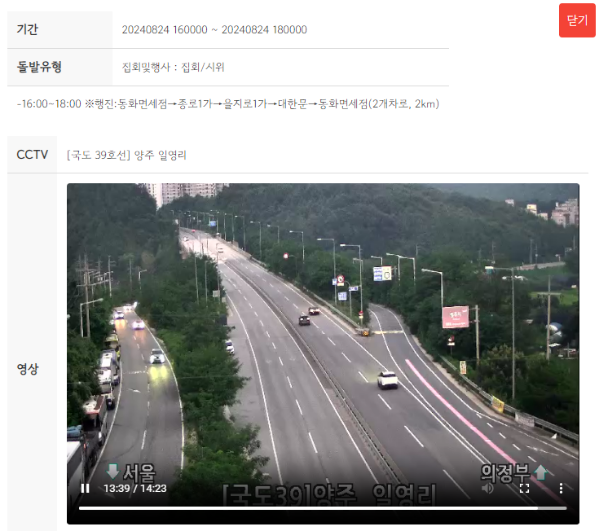 닫기
기간 20240824 160000 ~ 20240824 180000
돌발유형 집회및행사 : 집회/시위
-16:00~18:00 ※행진:동화면세점→종로1가→을지로1가→대한문→동화면세점(2개차로, 2km)
CCTV [국도 39호선] 양주 일영리
영상
서울 의정부
13:39 / 14:23
[국도39]양주 일영리